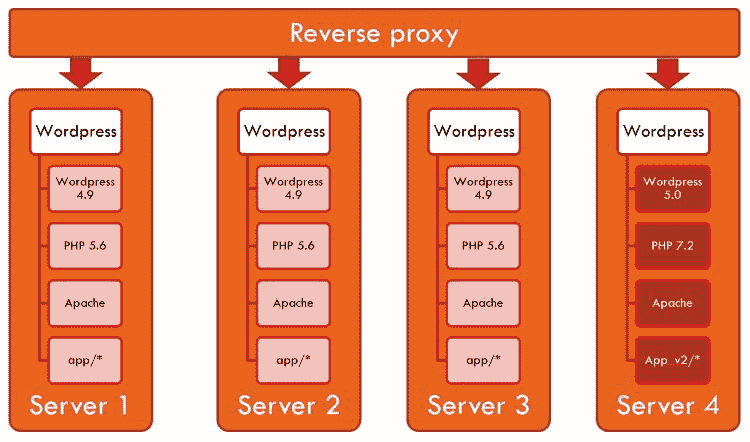 Reverse proxy
Wordpress
Wordpress
4.9
PHP 5.6
Apache
app/*
Server 1
Wordpress
Wordpress
4.9
PHP 5.6
Apache
app/*
Server 2
Wordpress
Wordpress
4.9
PHP 5.6
Apache
app/*
Server 3
Wordpress
Wordpress
5.0
PHP 7.2
Apache
App_v2/*
Server 4